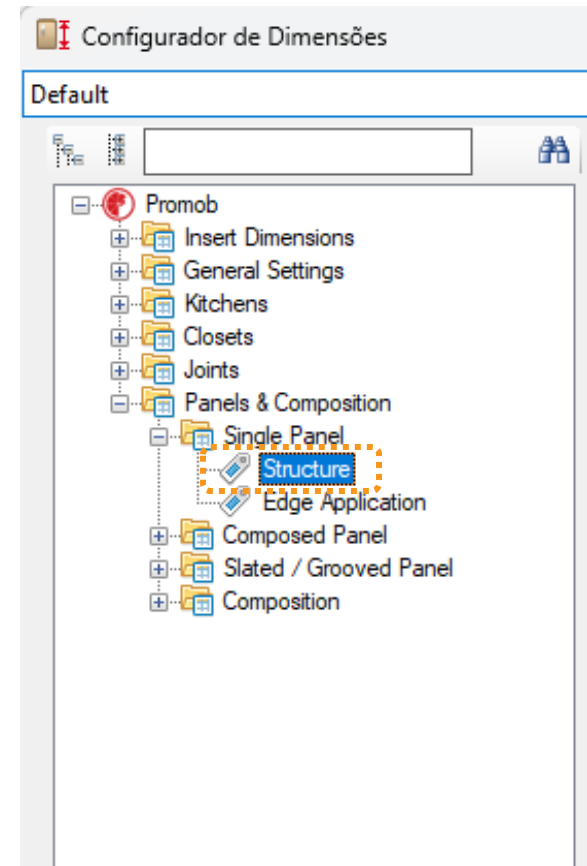 Configurador de Dimensões
Default
Promob
Insert Dimensions
General Settings
Kitchens
Closets
Joints
Panels & Composition
Single Panel
Structure
Edge Application
Composed Panel
Slated / Grooved Panel
Composition